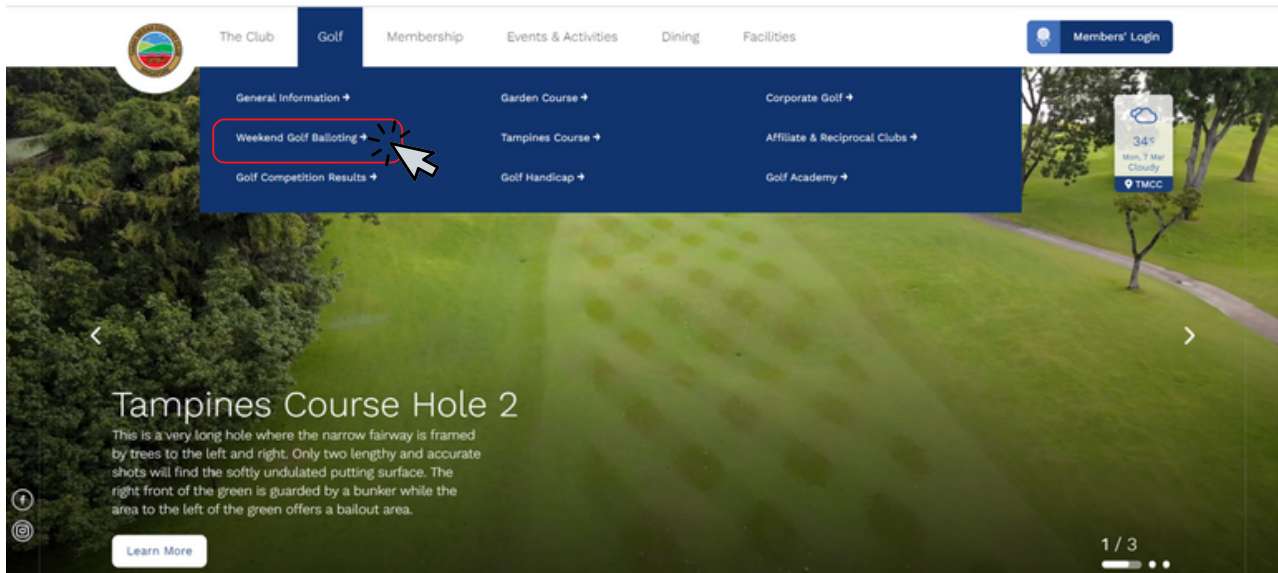 The Club Golf Membership Events & Activities Dining Facilities Members' Login
General Information → Garden Course → Corporate Golf →
Weekend Golf Balloting → Tampines Course → Affiliate & Reciprocal Clubs →
Golf Competition Results → Golf Handicap → Golf Academy →
34°
Mon, 7 Mar
Cloudy
TMCC
Tampines Course Hole 2
This is a very long hole where the narrow fairway is framed
by trees to the left and right. Only two lengthy and accurate
shots will find the softly undulated putting surface. The
right front of the green is guarded by a bunker while the
area to the left of the green offers a bailout area.
Learn More
1 / 3